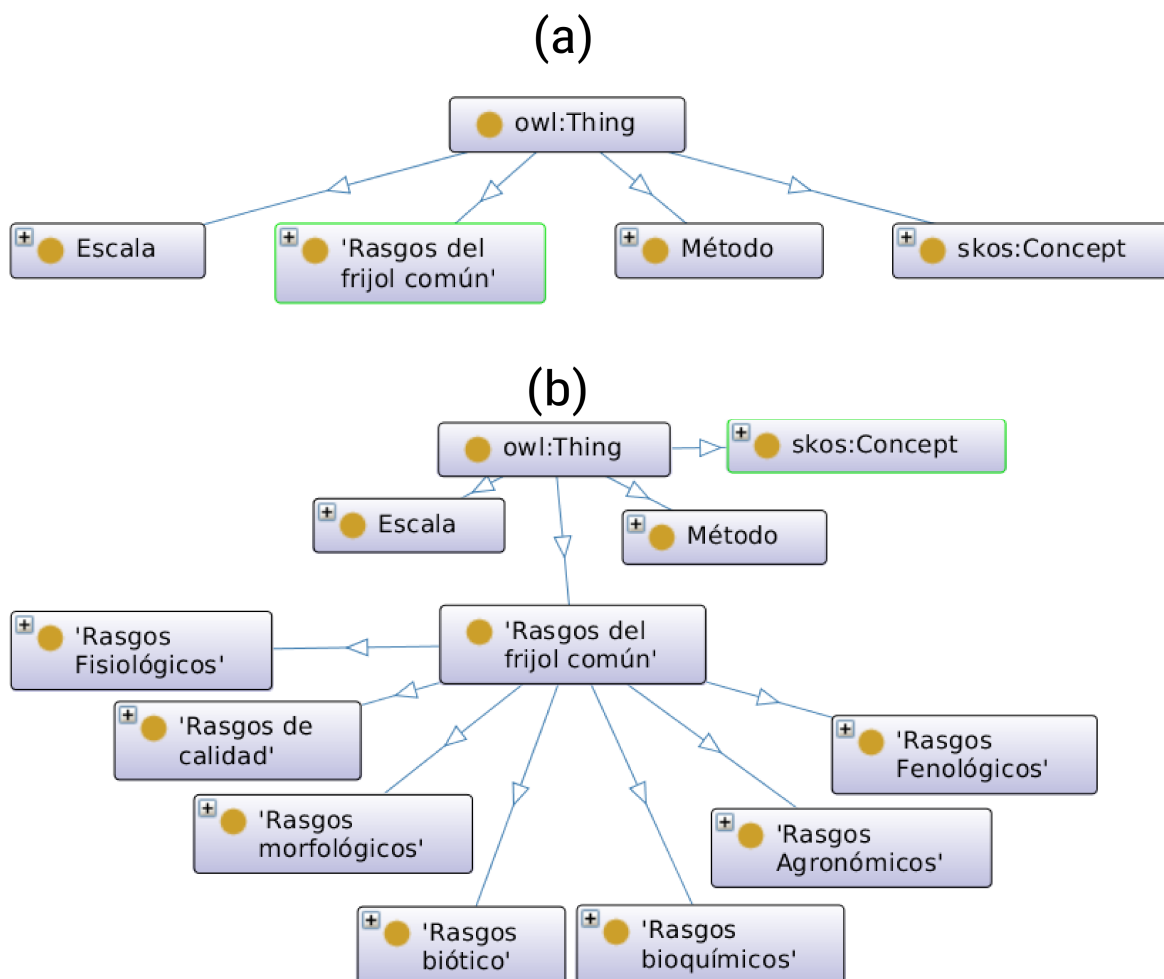 (a)
owl:Thing
Escala
'Rasgos del
frijol común'
Método
skos:Concept
(b)
owl:Thing
skos:Concept
Escala
Método
'Rasgos
Fisiológicos'
'Rasgos del
frijol común'
'Rasgos de
calidad'
'Rasgos
Fenológicos'
'Rasgos
morfológicos'
'Rasgos
Agronómicos'
'Rasgos
biótico'
'Rasgos
bioquímicos'